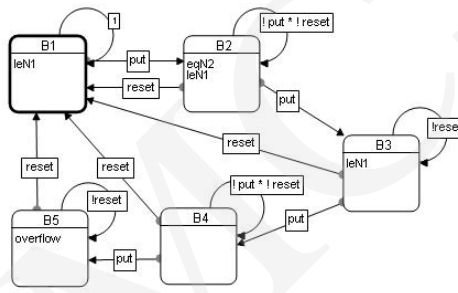 B1
leN1
1
put
reset
B2
eqN2
leN1
! put * ! reset
put
reset
B3
leN1
!rese
reset
reset
B5
overflow
!reset
put
B4
! put * ! reset
put